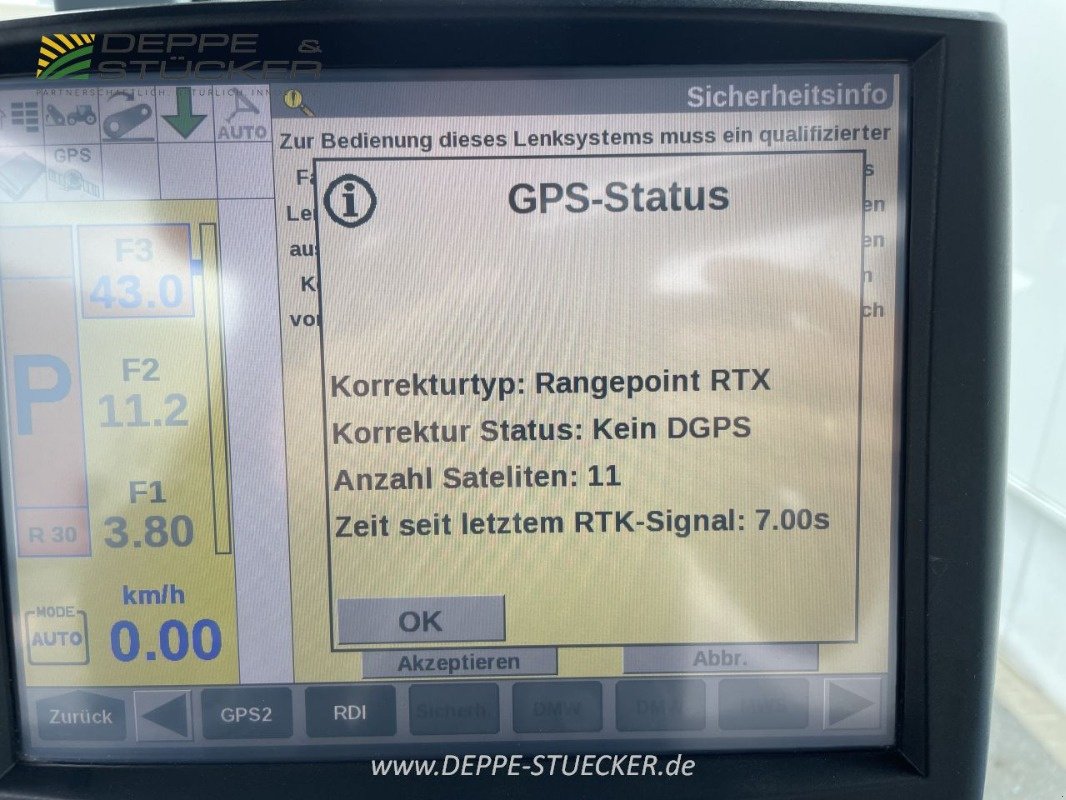 DEPPE &
STÜCKER
AUTO
GPS
Sicherheitsinfo
Zur Bedienung dieses Lenksystems muss ein qualifizierter
GPS-Status
Korrekturtyp: Rangepoint RTX
Korrektur Status: Kein DGPS
Anzahl Sateliten: 11
Zeit seit letztem RTK-Signal: 7.00s
OK
Akzeptieren
Abbr.
F3
43.0
P
F2
11.2
F1
3.80
R 30
km/h
MODE
AUTO
0.00
Zurück
GPS2
RDI
Sicherh.
DMW
www.DEPPE-STUECKER.de